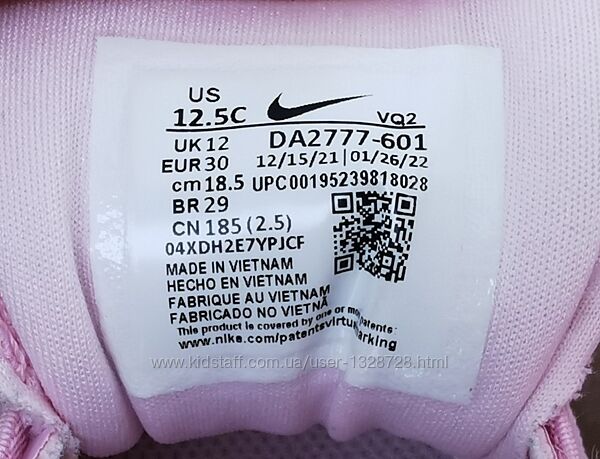 US
12.5C VQ2
UK 12 DA2777-601
EUR 30 12/15/21 | 01/26/22
cm 18.5 UPC00195239818028
BR 29
CN 185 (2.5)
04XDH2E7YPJCF
MADE IN VIETNAM
HECHO EN VIETNAM
FABRIQUE AU VIETNAM
FABRICADO NO VIETNÃ
This product is covered by one or more patents:
www.nike.com/patentsvirtualmarking
www.kidstaff.com.ua/user-1328728.html